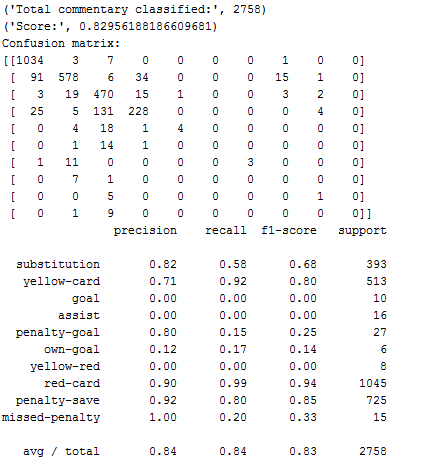 ('Total commentary classified:', 2758)
('Score:', 0.82956188186609681)
Confusion matrix:
[[1034 3 7 0 0 0 0 1 0 0]
[ 91 578 6 34 0 0 0 15 1 0]
[ 3 19 470 15 1 0 0 3 2 0]
[ 25 5 131 228 0 0 0 0 4 0]
[ 0 4 18 1 4 0 0 0 0 0]
[ 0 1 14 1 0 0 0 0 0 0]
[ 1 11 0 0 0 0 3 0 0 0]
[ 0 7 1 0 0 0 0 0 0 0]
[ 0 0 5 0 0 0 0 0 1 0]
[ 0 1 9 0 0 0 0 0 0 0]]
precision recall f1-score support
substitution 0.82 0.58 0.68 393
yellow-card 0.71 0.92 0.80 513
goal 0.00 0.00 0.00 10
assist 0.00 0.00 0.00 16
penalty-goal 0.80 0.15 0.25 27
own-goal 0.12 0.17 0.14 6
yellow-red 0.00 0.00 0.00 8
red-card 0.90 0.99 0.94 1045
penalty-save 0.92 0.80 0.85 725
missed-penalty 1.00 0.20 0.33 15
avg / total 0.84 0.84 0.83 2758